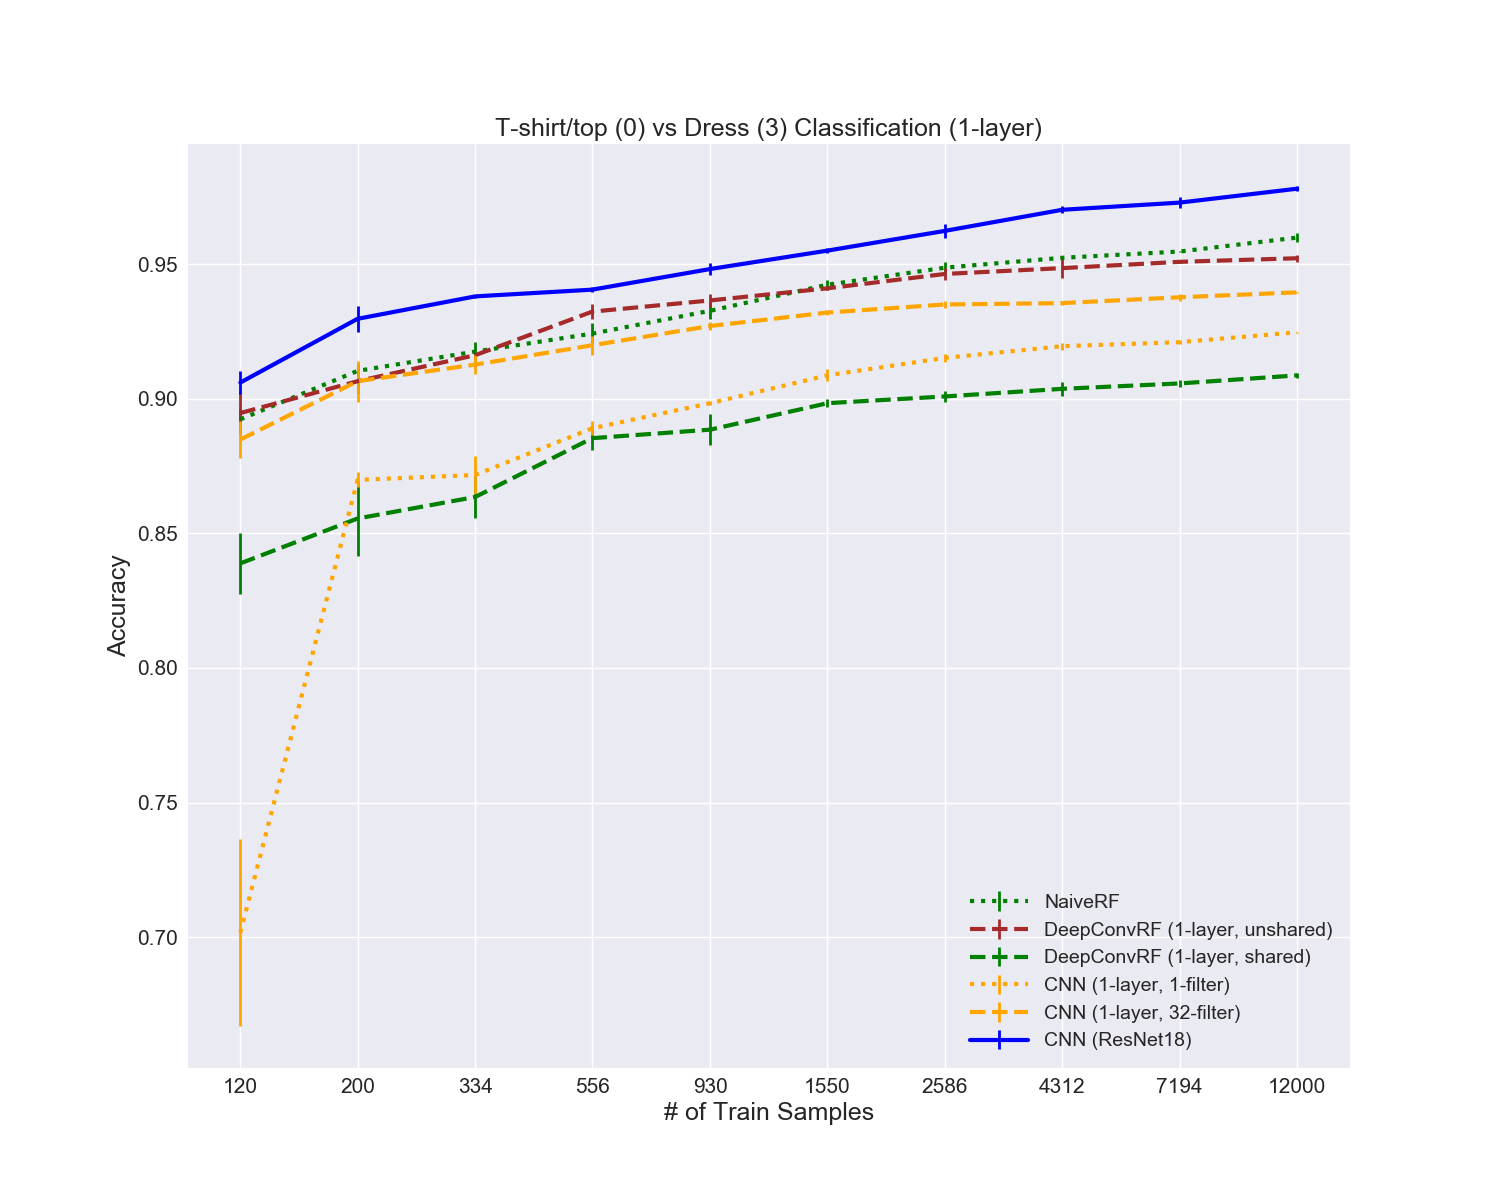 T-shirt/top (0) vs Dress (3) Classification (1-layer)
Accuracy
0.95
0.90
0.85
0.80
0.75
0.70
NaiveRF
DeepConvRF (1-layer, unshared)
DeepConvRF (1-layer, shared)
CNN (1-layer, 1-filter)
CNN (1-layer, 32-filter)
CNN (ResNet18)
120 200 334 556 930 1550 2586 4312 7194 12000
# of Train Samples